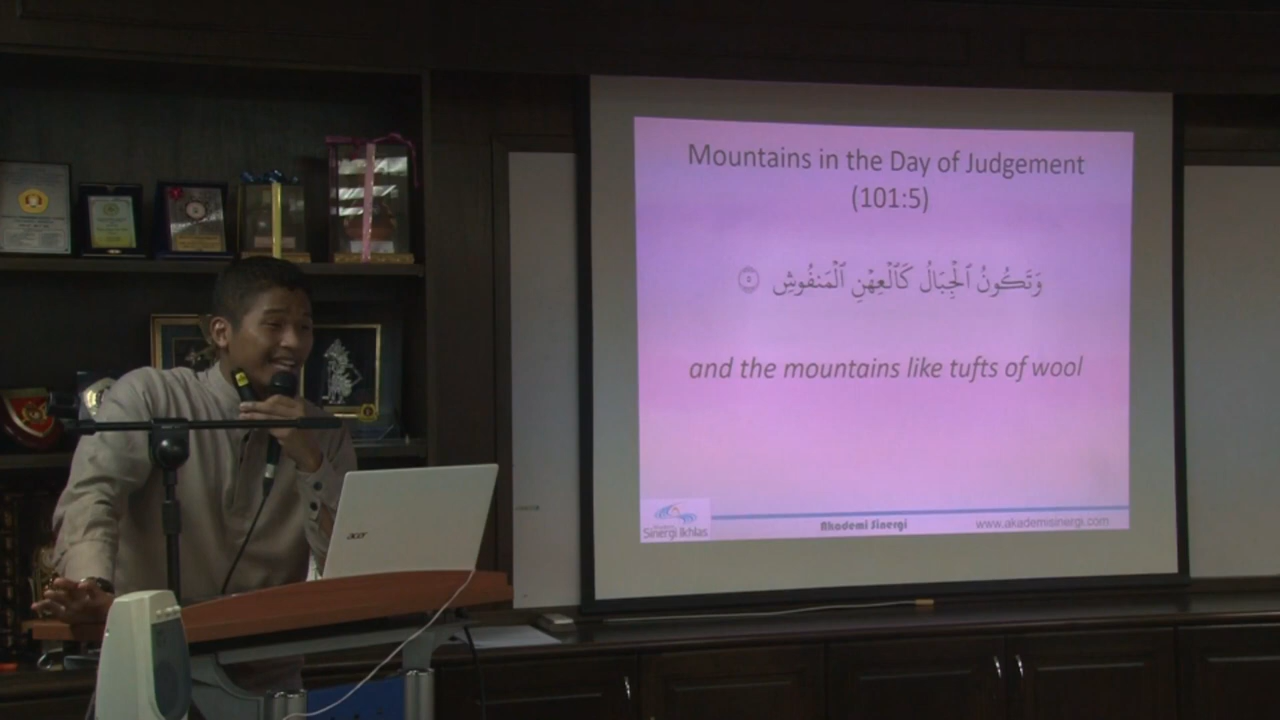 Mountains in the Day of Judgement
(101:5)
وَتَكُونُ ٱلْجِبَالُ كَٱلْعِهْنِ ٱلْمَنفُوشِ ٥
and the mountains like tufts of wool
Sinergi Ikhlas
Akademi Sinergi
www.akademisinergi.com
acer